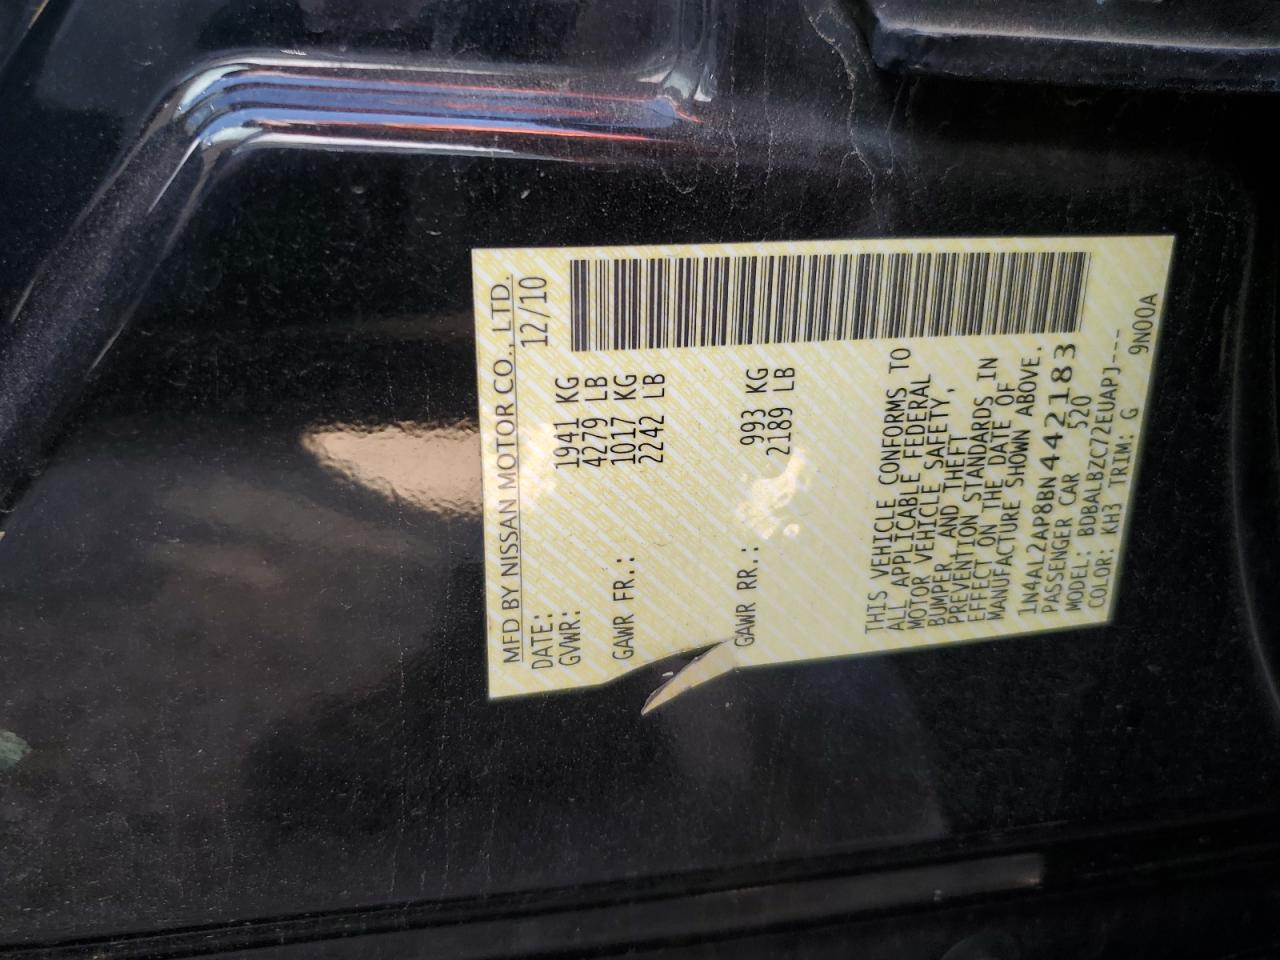 MFD BY NISSAN MOTOR CO., LTD.
DATE: 12/10
GVWR: 1941 KG
4279 LB
GAWR FR.: 1017 KG
2242 LB
GAWR RR.: 993 KG
2189 LB
THIS VEHICLE CONFORMS TO
ALL APPLICABLE FEDERAL
MOTOR VEHICLE SAFETY,
BUMPER, AND THEFT
PREVENTION STANDARDS IN
EFFECT ON THE DATE OF
MANUFACTURE SHOWN ABOVE.
1N4AL2AP8BN442183
PASSENGER CAR 520
MODEL: BDBALBZC72EUAPJ---
COLOR: KH3 TRIM: G 9N00A